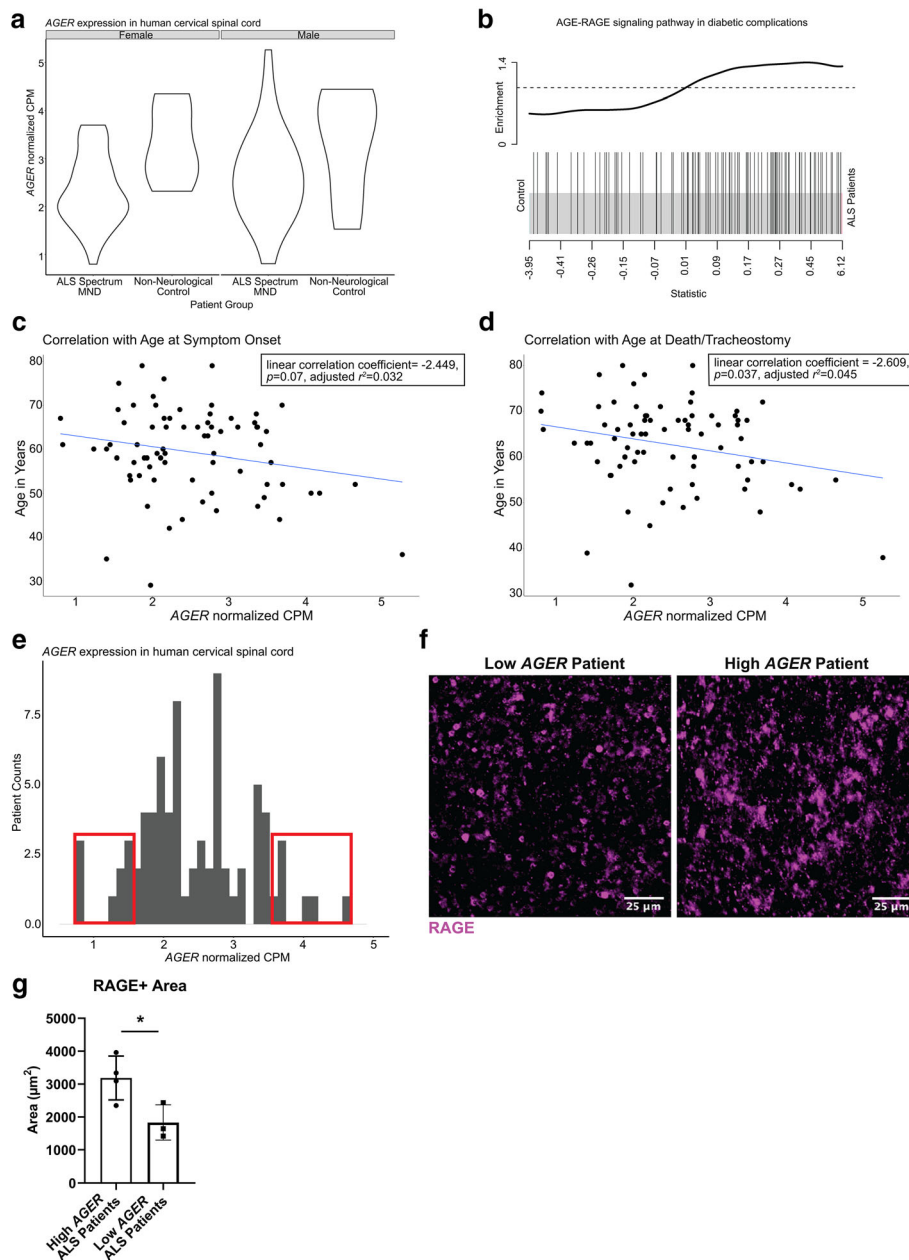 a
AGER expression in human cervical spinal cord
Female
Male
AGER normalized CPM
5
4
3
2
1
ALS Spectrum
MND
Non-Neurological
Control
ALS Spectrum
MND
Non-Neurological
Control
Patient Group
b
AGE-RAGE signaling pathway in diabetic complications
Enrichment
1.4
0
Control
ALS Patients
-3.95
-0.41
-0.26
-0.15
-0.07
0.01
0.09
0.17
0.27
0.45
6.12
Statistic
c
Correlation with Age at Symptom Onset
linear correlation coefficient= -2.449,
p=0.07, adjusted r²=0.032
Age in Years
80
70
60
50
40
30
1
2
3
4
5
AGER normalized CPM
d
Correlation with Age at Death/Tracheostomy
linear correlation coefficient= -2.609,
p=0.037, adjusted r²=0.045
Age in Years
80
70
60
50
40
30
1
2
3
4
5
AGER normalized CPM
e
AGER expression in human cervical spinal cord
Patient Counts
7.5
5.0
2.5
0.0
1
2
3
4
5
AGER normalized CPM
f
Low AGER Patient
High AGER Patient
25 µm
25 µm
RAGE
g
RAGE+ Area
*
Area (µm²)
5000
4000
3000
2000
1000
0
High AGER
ALS Patients
Low AGER
ALS Patients